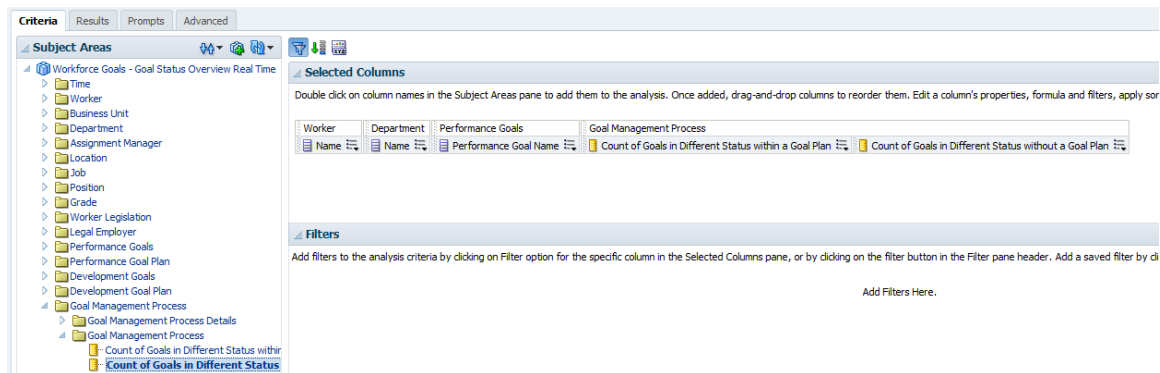 Criteria Results Prompts Advanced
Subject Areas
Workforce Goals - Goal Status Overview Real Time
Time
Worker
Business Unit
Department
Assignment Manager
Location
Job
Position
Grade
Worker Legislation
Legal Employer
Performance Goals
Performance Goal Plan
Development Goals
Development Goal Plan
Goal Management Process
Goal Management Process Details
Goal Management Process
Count of Goals in Different Status within
Count of Goals in Different Status
Selected Columns
Double click on column names in the Subject Areas pane to add them to the analysis. Once added, drag-and-drop columns to reorder them. Edit a column's properties, formula and filters, apply sor
Worker Department Performance Goals Goal Management Process
Name Name Performance Goal Name Count of Goals in Different Status within a Goal Plan Count of Goals in Different Status without a Goal Plan
Filters
Add filters to the analysis criteria by clicking on Filter option for the specific column in the Selected Columns pane, or by clicking on the filter button in the Filter pane header. Add a saved filter by cli
Add Filters Here.